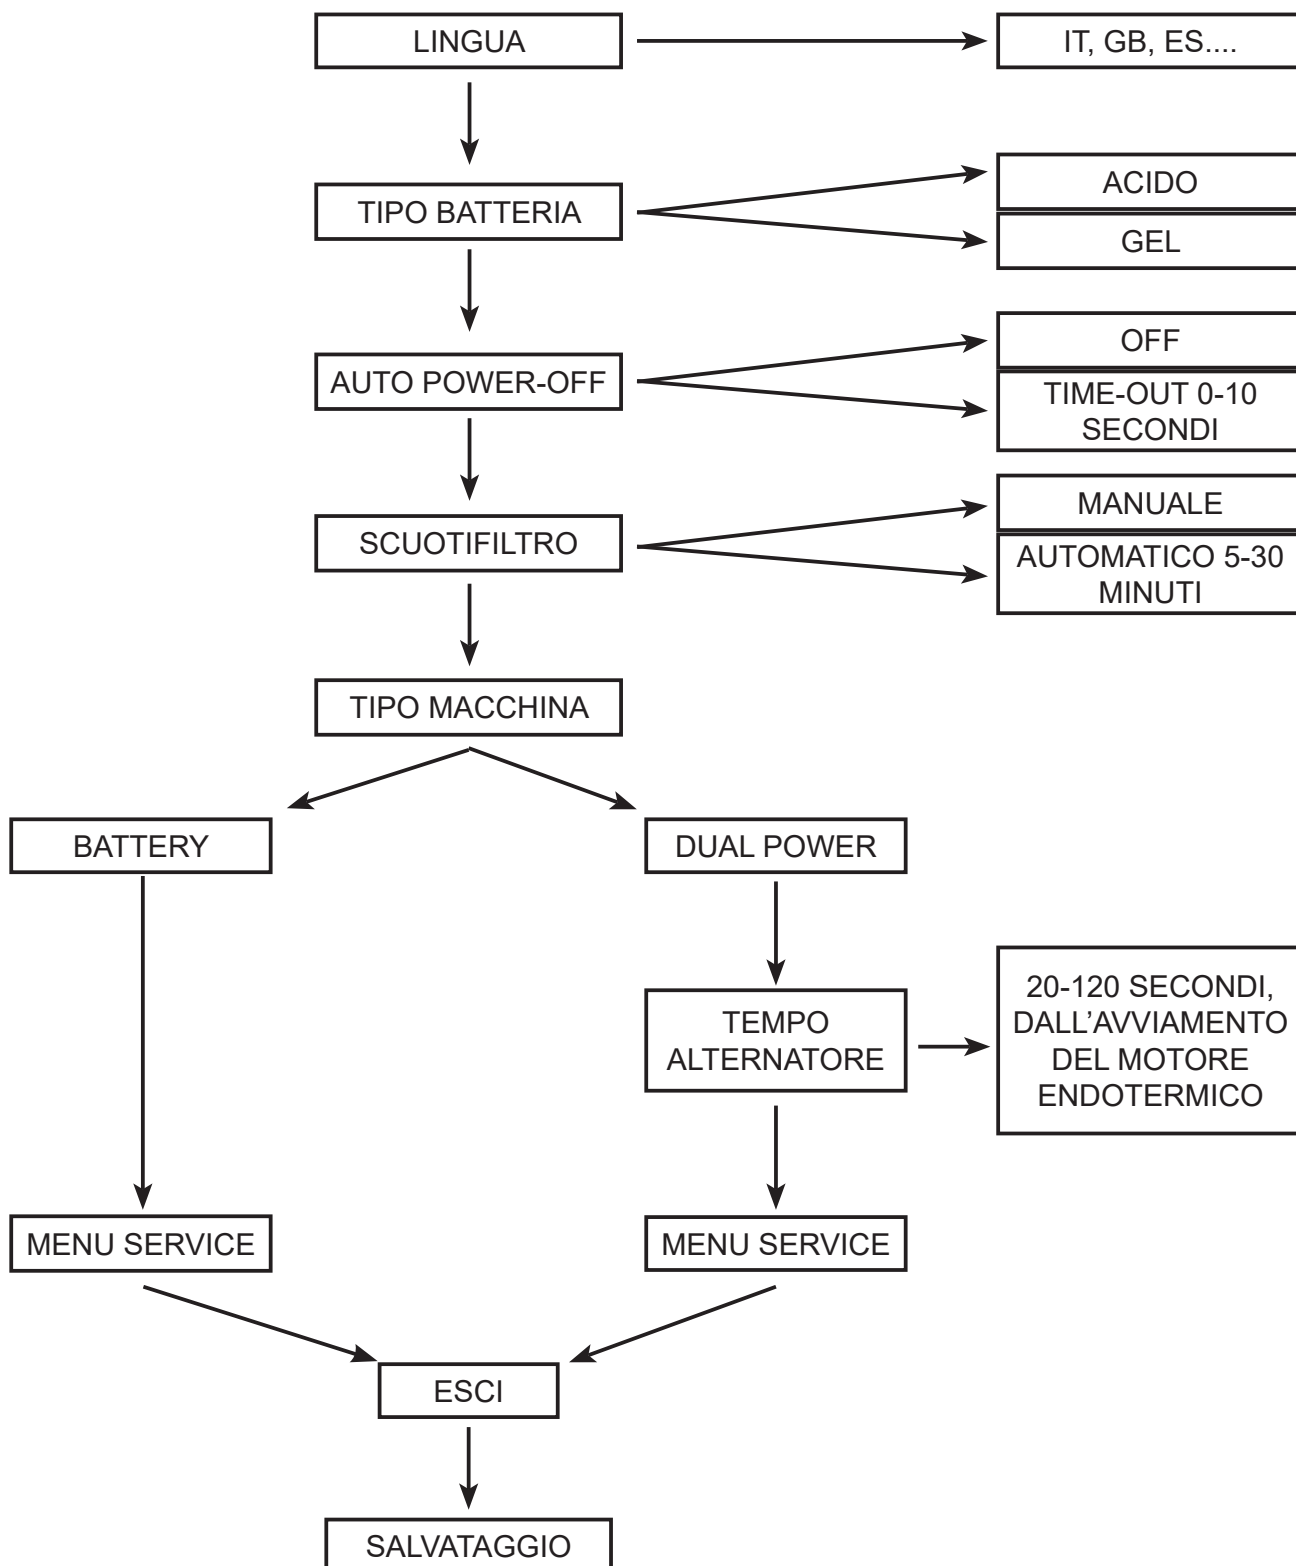 LINGUA
IT, GB, ES....
TIPO BATTERIA
ACIDO
GEL
AUTO POWER-OFF
OFF
TIME-OUT 0-10
SECONDI
SCUOTIFILTRO
MANUALE
AUTOMATICO 5-30
MINUTI
TIPO MACCHINA
BATTERY
DUAL POWER
TEMPO
ALTERNATORE
20-120 SECONDI,
DALL’AVVIAMENTO
DEL MOTORE
ENDOTERMICO
MENU SERVICE
MENU SERVICE
ESCI
SALVATAGGIO